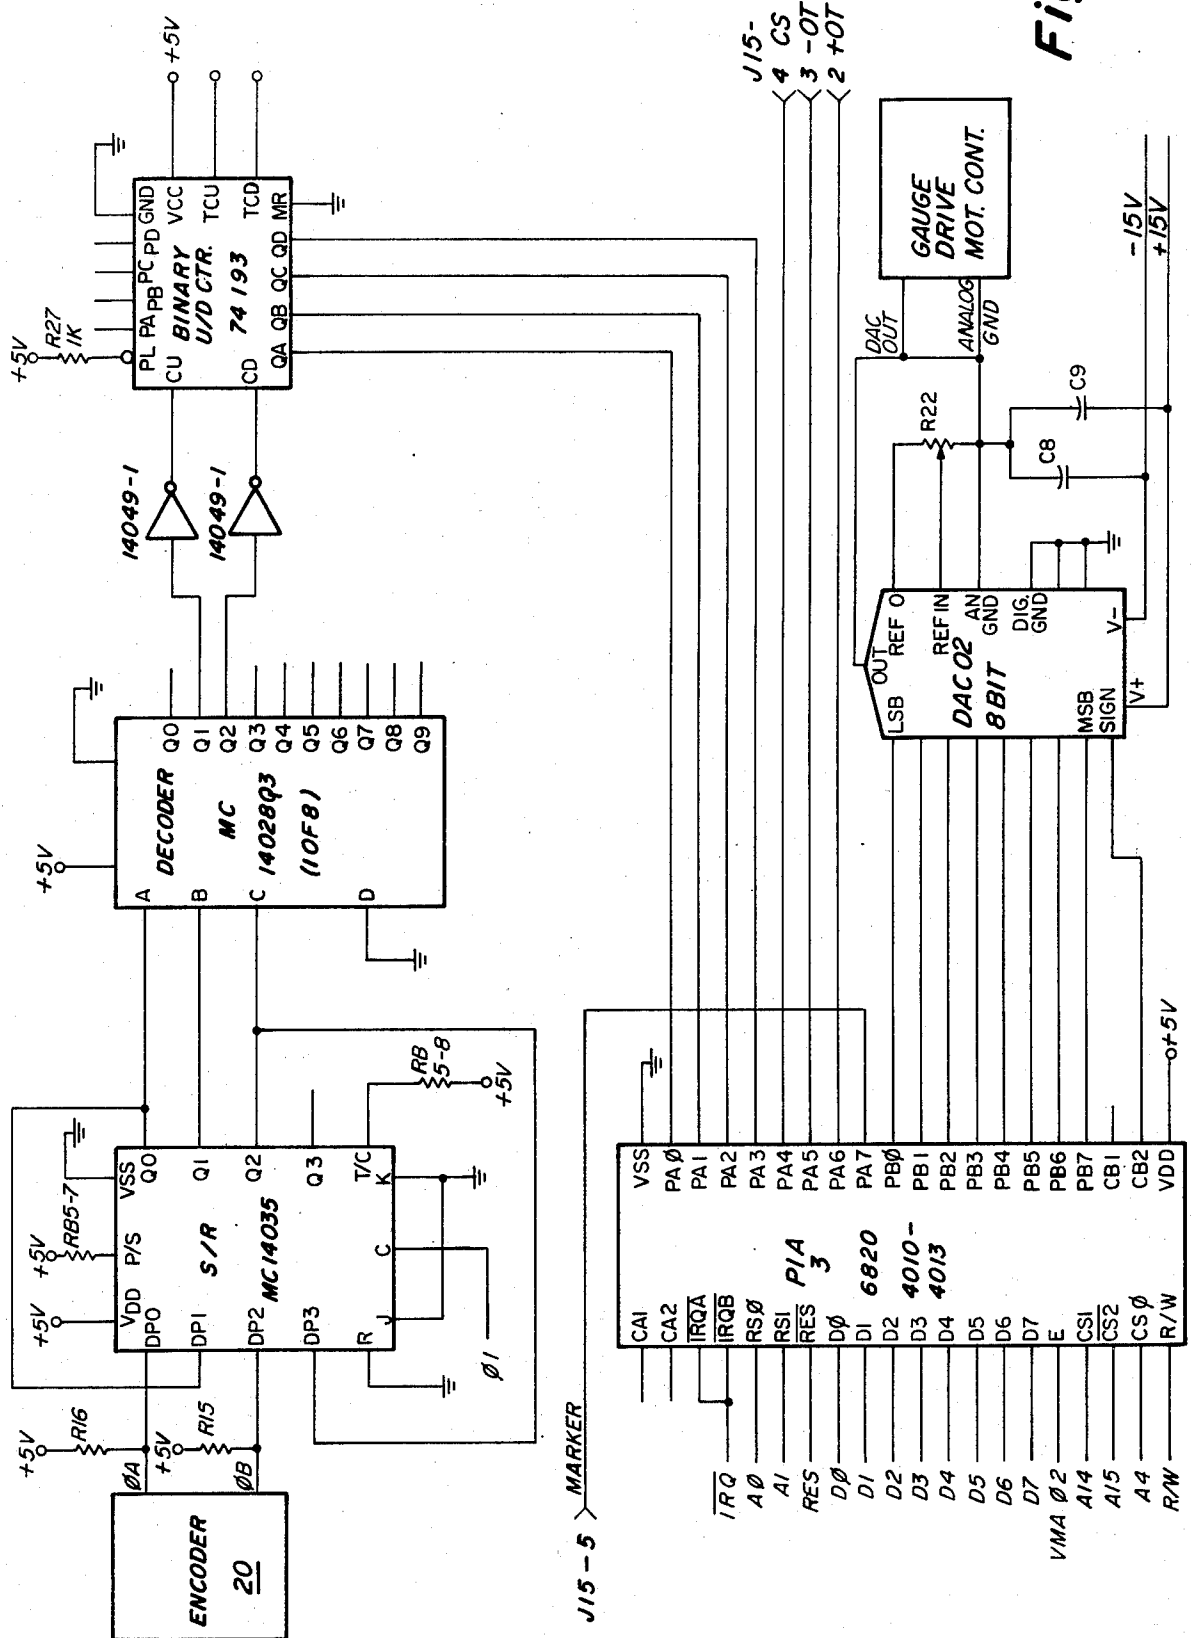 ENCODER
20
ØA
ØB
+5V
R16
+5V
R15
+5V
+5V
RB5-7
VDD
P/S
VSS
DP0
DP1
DP2
DP3
R
J
C
K
T/C
Q0
Q1
Q2
Q3
S/R
MC14035
Ø1
RB
5-8
+5V
+5V
A
B
C
D
DECODER
MC
14028Q3
(1OF8)
Q0
Q1
Q2
Q3
Q4
Q5
Q6
Q7
Q8
Q9
14049-1
14049-1
+5V
R27
1K
PL
PA
PB
PC
PD
GND
CU
CD
BINARY
U/D CTR.
74193
VCC
TCU
TCD
MR
QA
QB
QC
QD
+5V
J15-5
MARKER
J15-
4 CS
3 -OT
2 +OT
IRQ
AØ
A1
RES
DØ
D1
D2
D3
D4
D5
D6
D7
VMA Ø2
A14
A15
A4
R/W
CA1
CA2
IRQA
IRQB
RSØ
RS1
RES
DØ
D1
D2
D3
D4
D5
D6
D7
E
CS1
CS2
CSØ
R/W
PIA
3
6820
4010-
4013
VSS
PAØ
PA1
PA2
PA3
PA4
PA5
PA6
PA7
PBØ
PB1
PB2
PB3
PB4
PB5
PB6
PB7
CB1
CB2
VDD
+5V
LSB
MSB
SIGN
DAC 02
8BIT
OUT
REF O
REF IN
AN
GND
DIG.
GND
V+
V-
R22
C8
C9
DAC
OUT
ANALOG
GND
GAUGE
DRIVE
MOT. CONT.
-15V
+15V
Fi